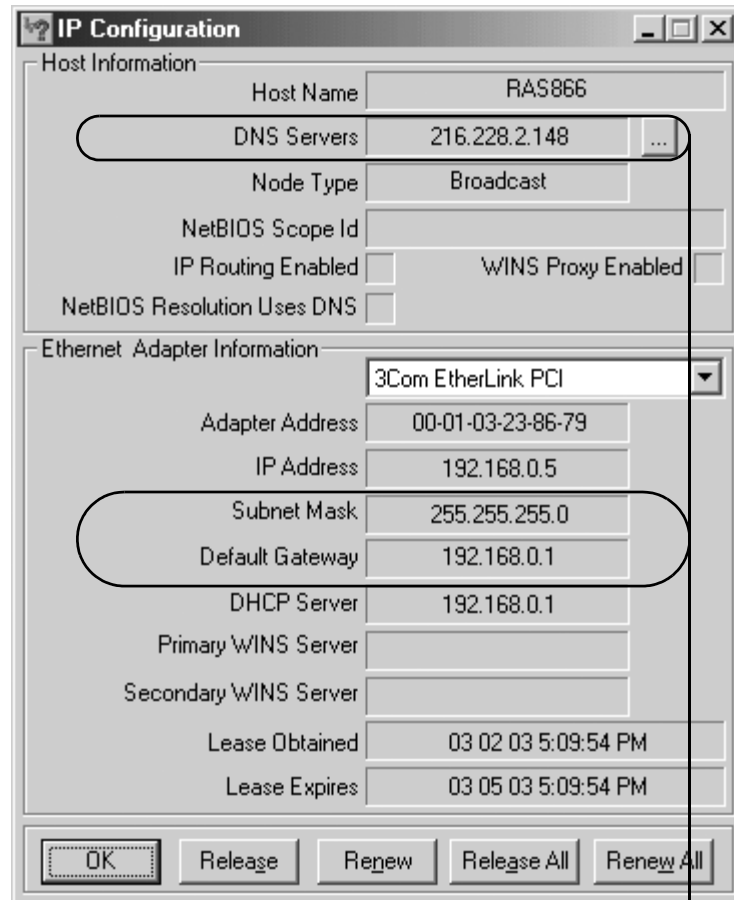 IP Configuration
Host Information
Host Name RAS866
DNS Servers 216.228.2.148 ...
Node Type Broadcast
NetBIOS Scope Id
IP Routing Enabled WINS Proxy Enabled
NetBIOS Resolution Uses DNS
Ethernet Adapter Information
3Com EtherLink PCI
Adapter Address 00-01-03-23-86-79
IP Address 192.168.0.5
Subnet Mask 255.255.255.0
Default Gateway 192.168.0.1
DHCP Server 192.168.0.1
Primary WINS Server
Secondary WINS Server
Lease Obtained 03 02 03 5:09:54 PM
Lease Expires 03 05 03 5:09:54 PM
OK Release Renew Release All Renew All